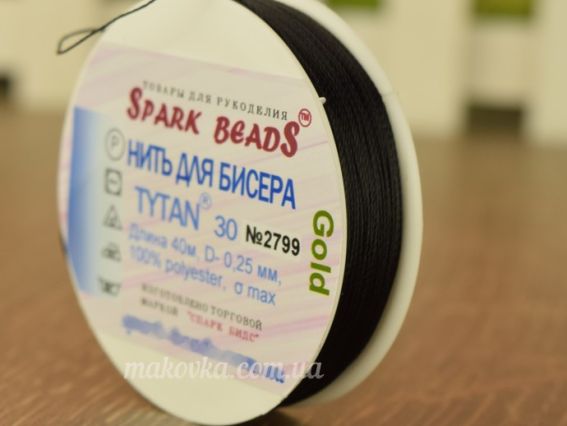 ТОВАРЫ ДЛЯ РУКОДЕЛИЯ
SPARK BEADS™
НИТЬ ДЛЯ БИСЕРА
TYTAN® 30 №2799
Длина 40м, D- 0,25 мм,
100% polyester, σ max
ИЗГОТОВЛЕНО ТОРГОВОЙ
МАРКОЙ "СПАРК БИДС"
Gold
P
makovka.com.ua